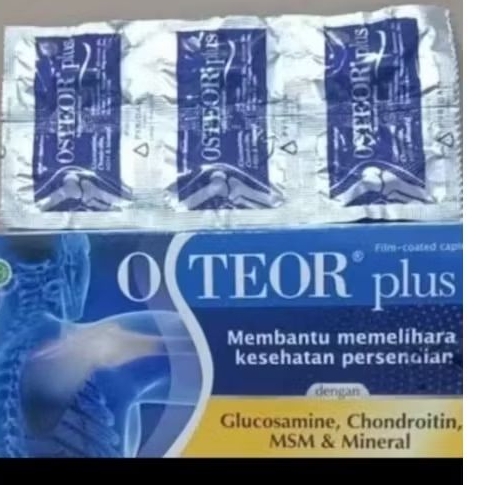 OSTEOR plus
OSTEOR plus
OSTEOR plus
Film-coated
OSTEOR® plus
Membantu memelihara
kesehatan persendian
dengan
Glucosamine, Chondroitin,
MSM & Mineral